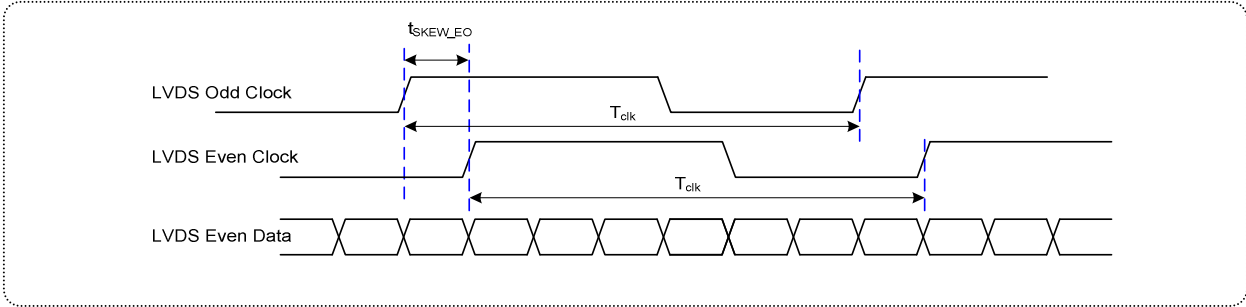 tSKEW_EO
LVDS Odd Clock
Tclk
LVDS Even Clock
Tclk
LVDS Even Data